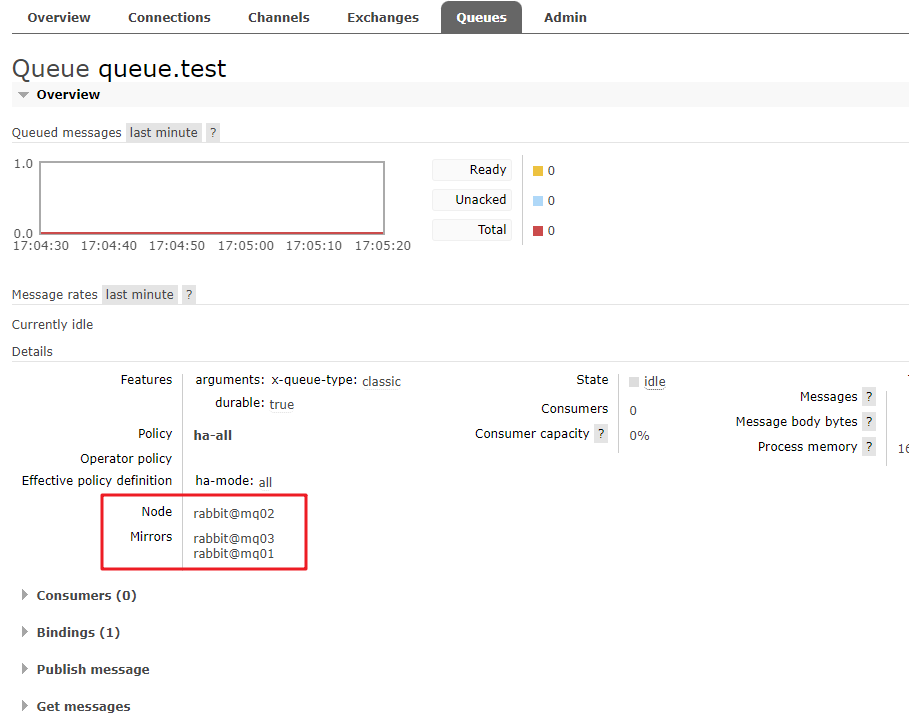 Overview Connections Channels Exchanges Queues Admin
Queue queue.test
Overview
Queued messages last minute ?
1.0
0.0
17:04:30 17:04:40 17:04:50 17:05:00 17:05:10 17:05:20
Ready 0
Unacked 0
Total 0
Message rates last minute ?
Currently idle
Details
Features arguments: x-queue-type: classic
durable: true
Policy ha-all
Operator policy
Effective policy definition ha-mode: all
Node rabbit@mq02
Mirrors rabbit@mq03
rabbit@mq01
State idle
Consumers 0
Consumer capacity ? 0%
Messages ?
Message body bytes ?
Process memory ?
Consumers (0)
Bindings (1)
Publish message
Get messages